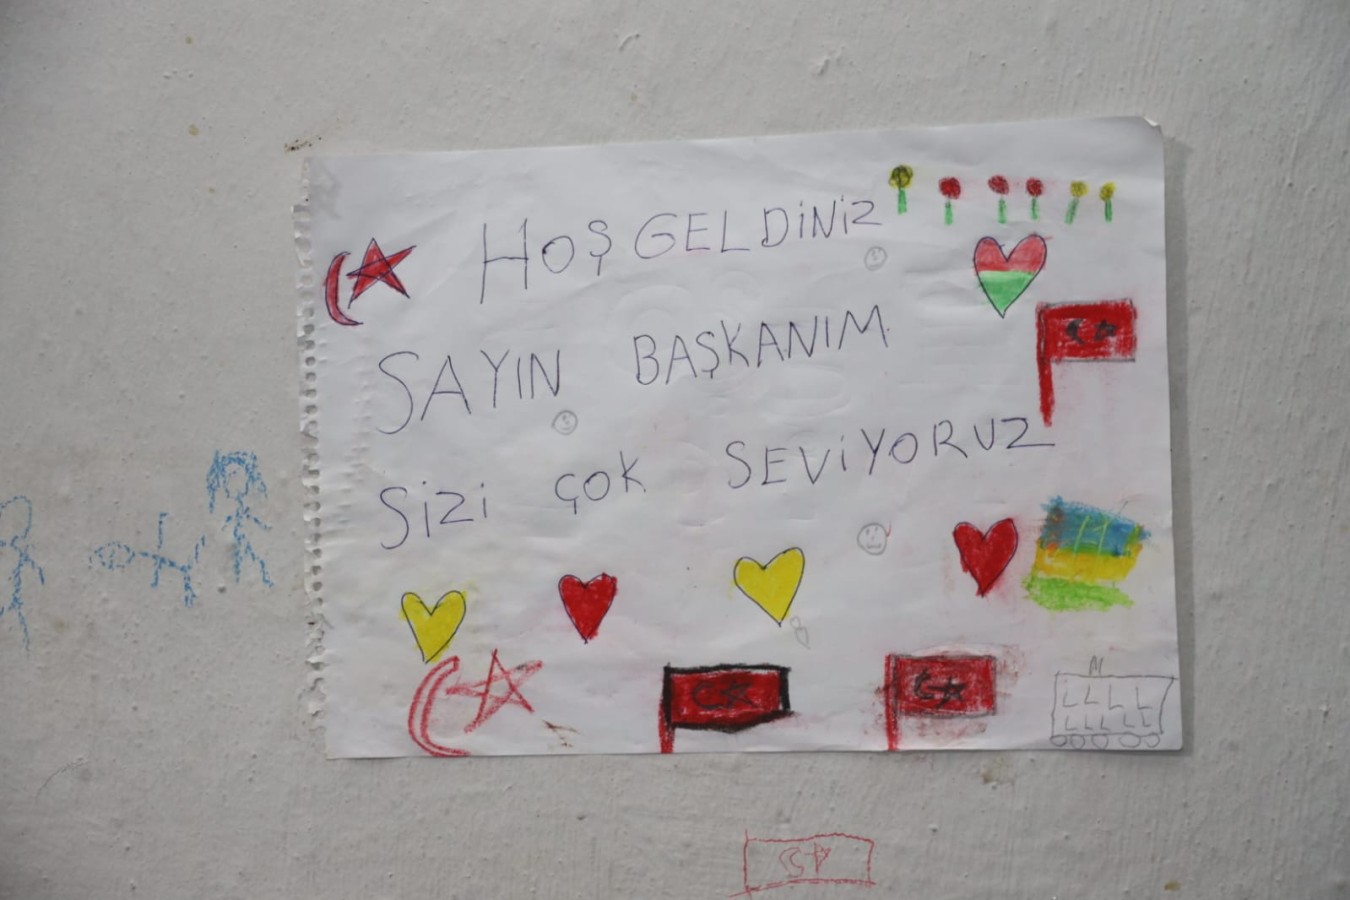 HOŞ GELDİNİZ
SAYIN BAŞKANIM
SİZİ ÇOK SEVİYORUZ